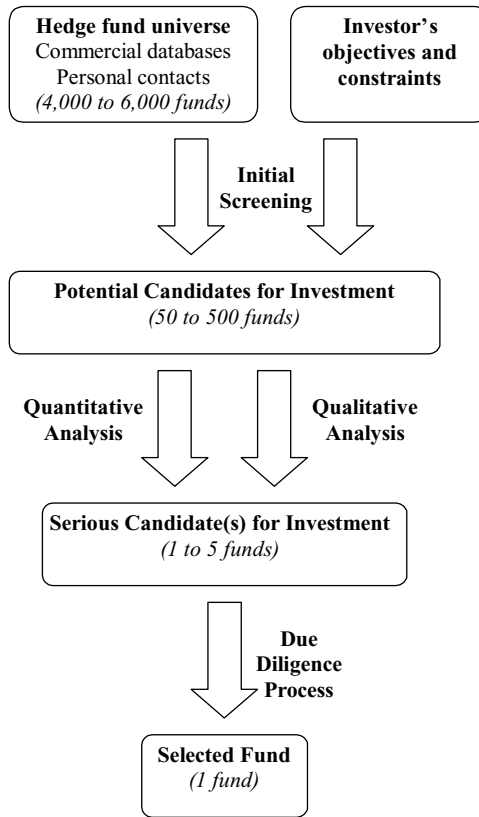 Hedge fund universe
Commercial databases
Personal contacts
(4,000 to 6,000 funds)
Investor's
objectives and
constraints
Initial
Screening
Potential Candidates for Investment
(50 to 500 funds)
Quantitative
Analysis
Qualitative
Analysis
Serious Candidate(s) for Investment
(1 to 5 funds)
Due
Diligence
Process
Selected Fund
(1 fund)